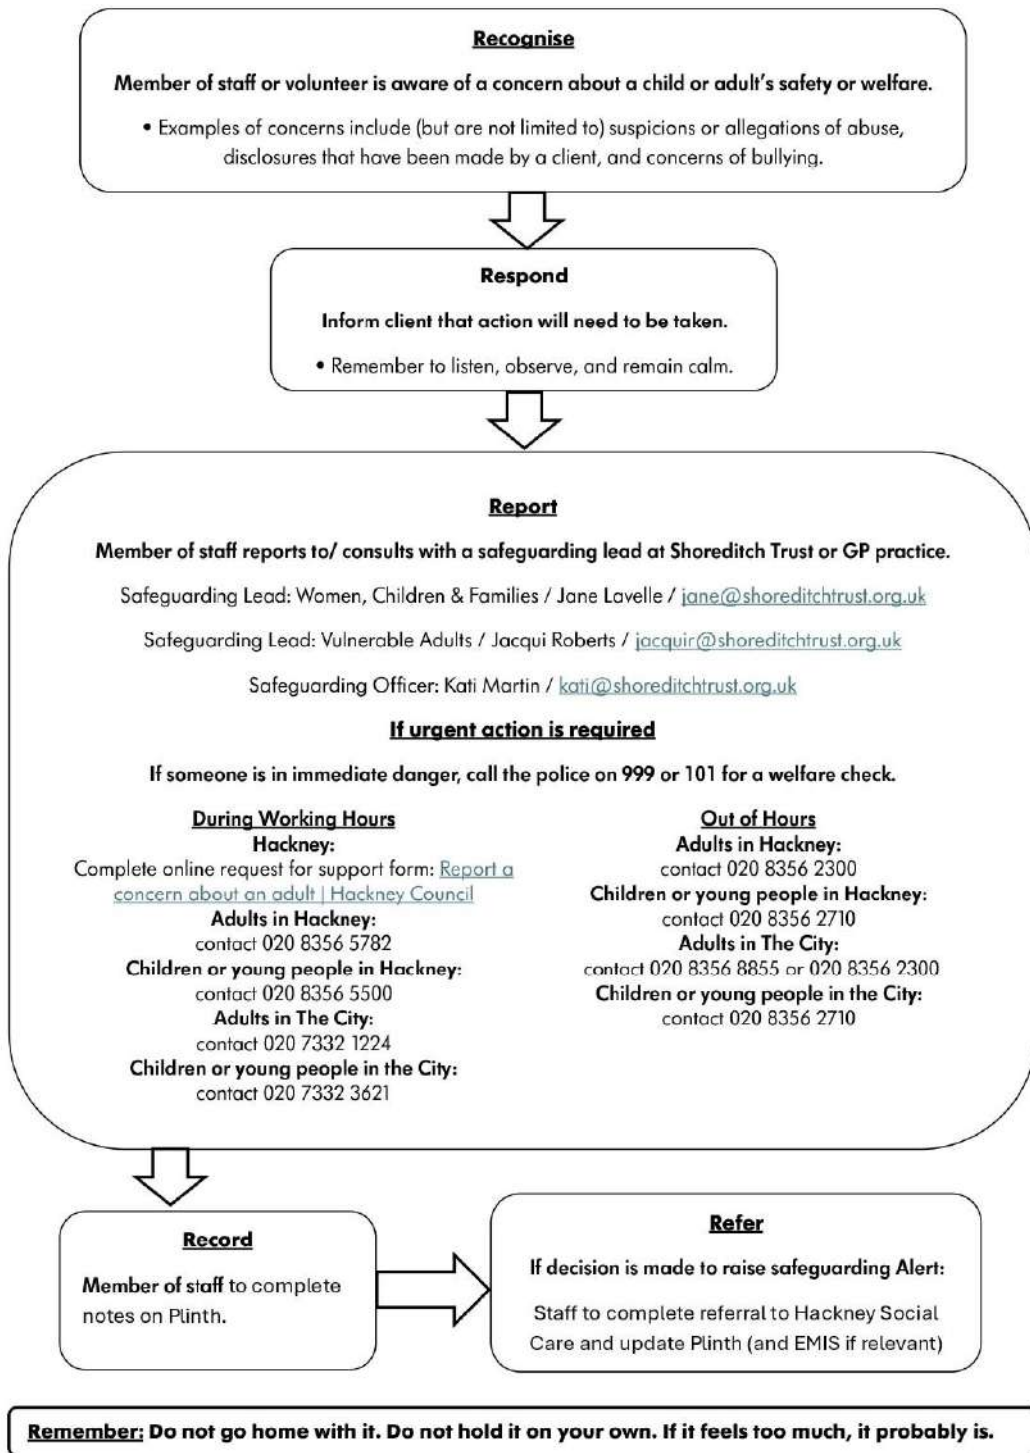 Recognise
Member of staff or volunteer is aware of a concern about a child or adult's safety or welfare.
• Examples of concerns include (but are not limited to) suspicions or allegations of abuse,
disclosures that have been made by a client, and concerns of bullying.
Respond
Inform client that action will need to be taken.
• Remember to listen, observe, and remain calm.
Report
Member of staff reports to/ consults with a safeguarding lead at Shoreditch Trust or GP practice.
Safeguarding Lead: Women, Children & Families / Jane Lavelle / jane@shoreditchtrust.org.uk
Safeguarding Lead: Vulnerable Adults / Jacqui Roberts / jacquir@shoreditchtrust.org.uk
Safeguarding Officer: Kati Martin / kati@shoreditchtrust.org.uk
If urgent action is required
If someone is in immediate danger, call the police on 999 or 101 for a welfare check.
During Working Hours
Hackney:
Complete online request for support form: Report a
concern about an adult | Hackney Council
Adults in Hackney:
contact 020 8356 5782
Children or young people in Hackney:
contact 020 8356 5500
Adults in The City:
contact 020 7332 1224
Children or young people in the City:
contact 020 7332 3621
Out of Hours
Adults in Hackney:
contact 020 8356 2300
Children or young people in Hackney:
contact 020 8356 2710
Adults in The City:
contact 020 8356 8855 or 020 8356 2300
Children or young people in the City:
contact 020 8356 2710
Record
Member of staff to complete
notes on Plinth.
Refer
If decision is made to raise safeguarding Alert:
Staff to complete referral to Hackney Social
Care and update Plinth (and EMIS if relevant)
Remember: Do not go home with it. Do not hold it on your own. If it feels too much, it probably is.